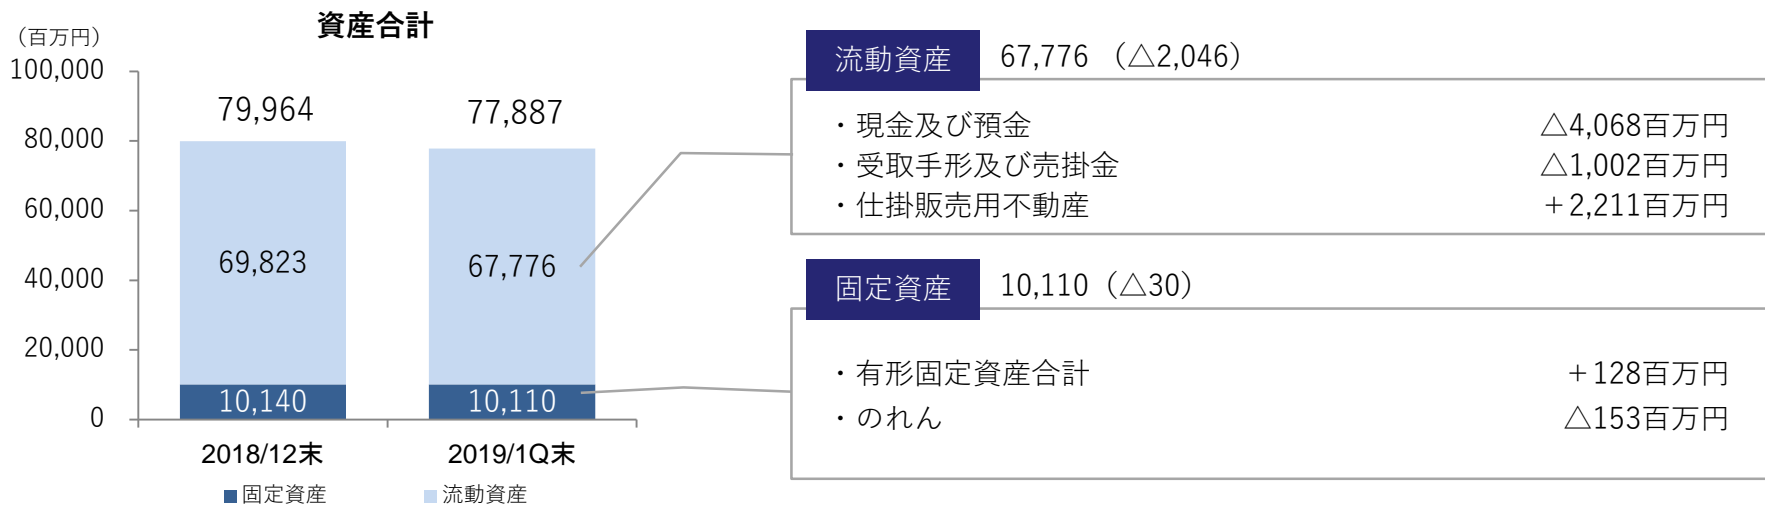 資産合計
（百万円）
100,000
80,000
60,000
40,000
20,000
0
79,964
77,887
69,823
67,776
10,140
10,110
2018/12末
2019/1Q末
固定資産
流動資産
流動資産 67,776 （△2,046）
・現金及び預金 △4,068百万円
・受取手形及び売掛金 △1,002百万円
・仕掛販売用不動産 ＋2,211百万円
固定資産 10,110（△30）
・有形固定資産合計 ＋128百万円
・のれん △153百万円